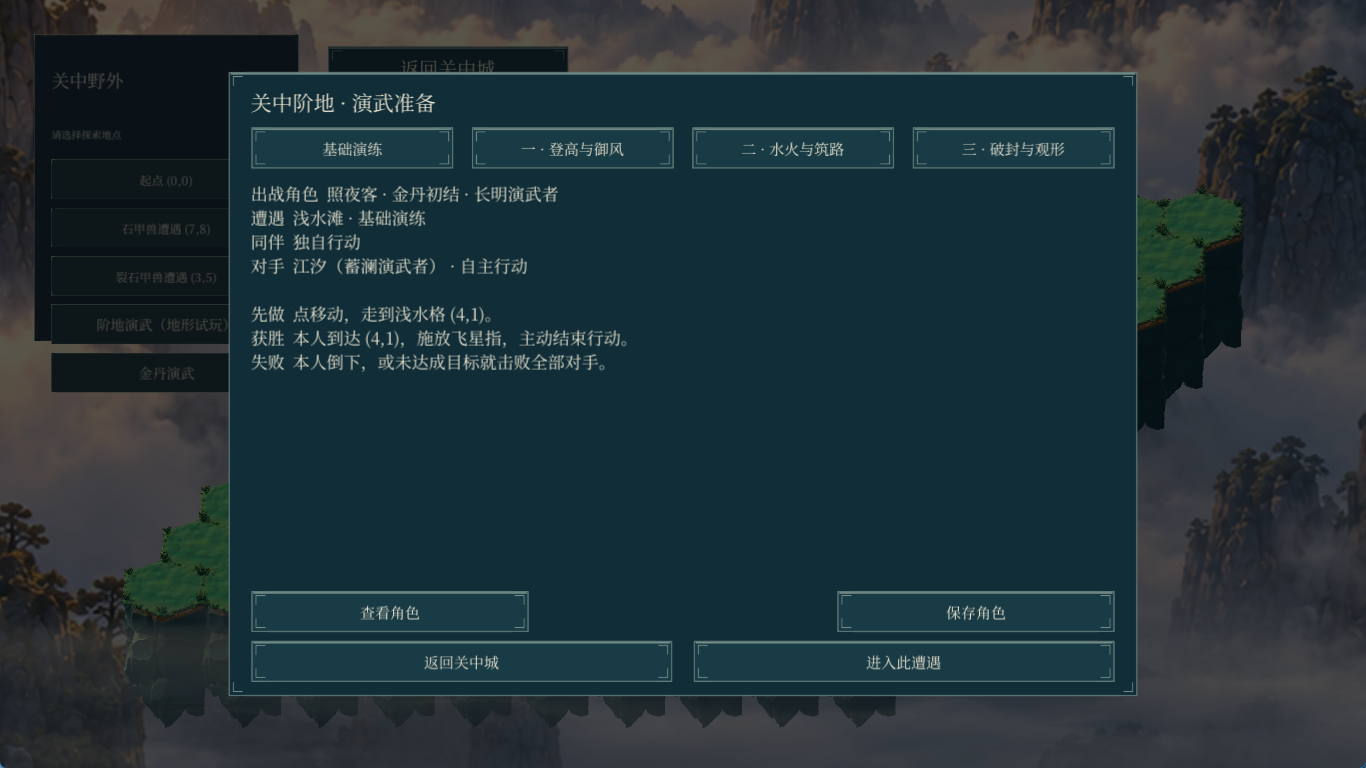 关中野外
返回关中城
请选择探索地点
起点 (0,0)
石甲兽遭遇 (7,8)
裂石甲兽遭遇 (3,5)
阶地演武（地形试玩）
金丹演武
关中阶地 · 演武准备
基础演练
一 · 登高与御风
二 · 水火与筑路
三 · 破封与观形
出战角色 照夜客 · 金丹初结 · 长明演武者
遭遇 浅水滩 · 基础演练
同伴 独自行动
对手 江汐（蓄澜演武者） · 自主行动
先做 点移动，走到浅水格 (4,1)。
获胜 本人到达 (4,1)，施放飞星指，主动结束行动。
失败 本人倒下，或未达成目标就击败全部对手。
查看角色
保存角色
返回关中城
进入此遭遇